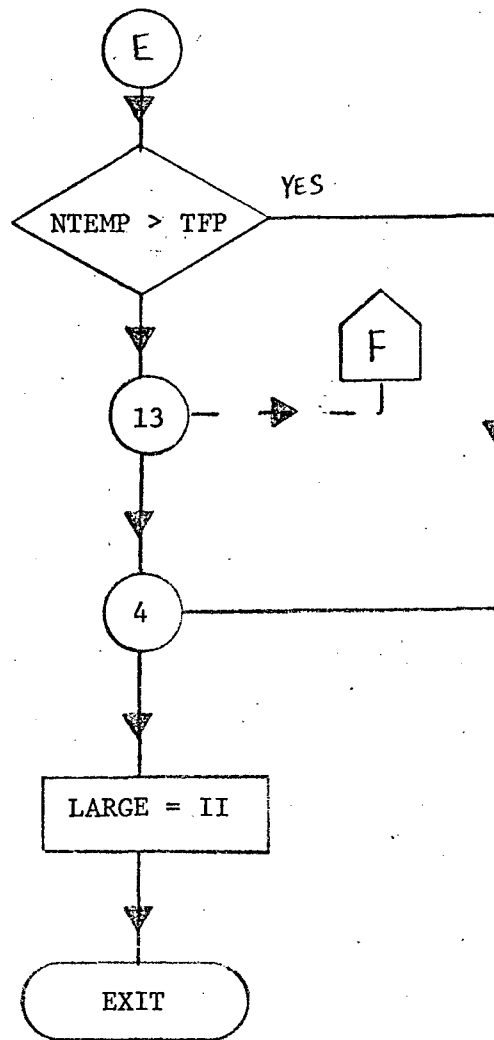 E
YES
NTEMP > TFP
F
13
4
LARGE = II
EXIT